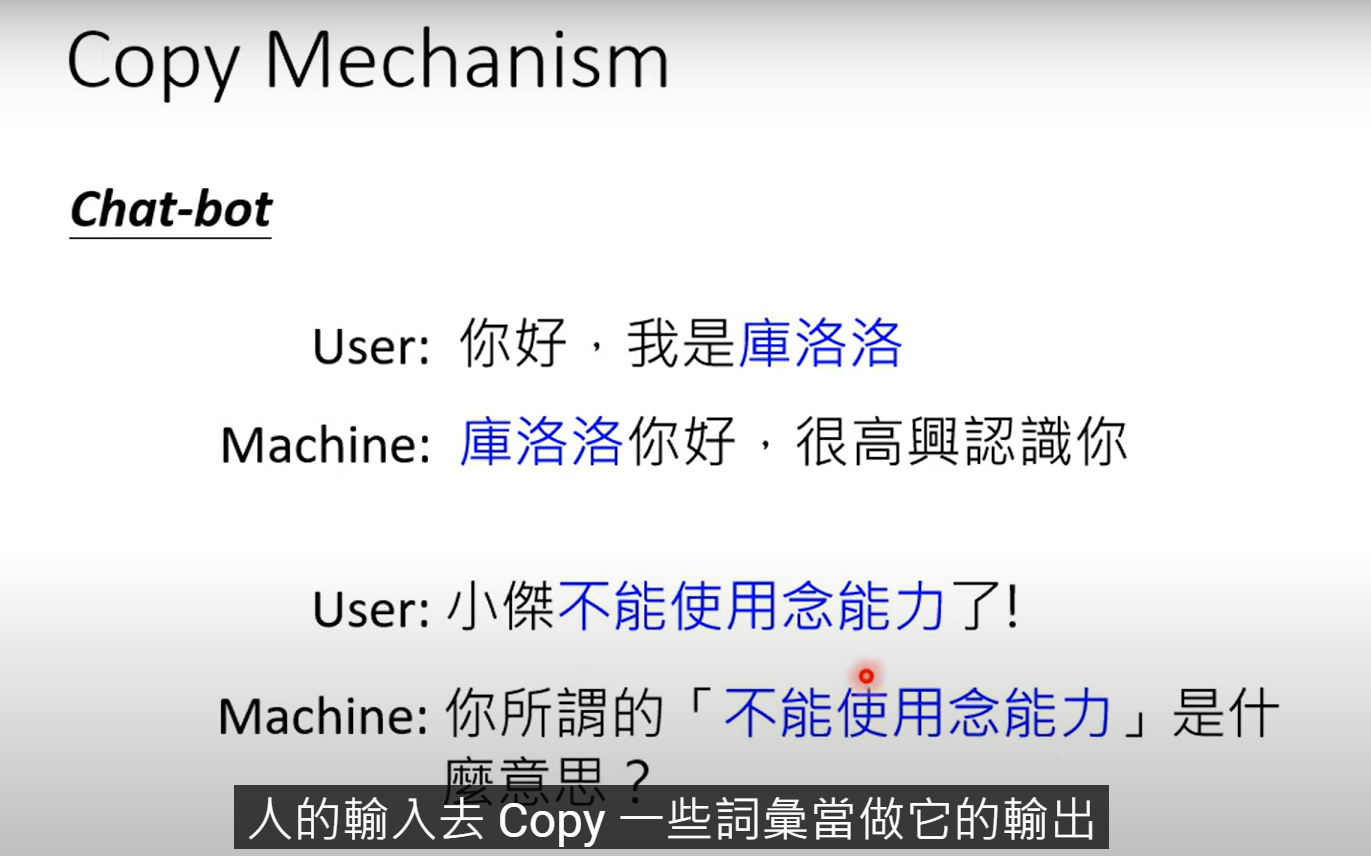 Copy Mechanism
Chat-bot
User: 你好，我是庫洛洛
Machine: 庫洛洛你好，很高興認識你
User: 小傑不能使用念能力了!
Machine: 你所謂的「不能使用念能力」是什
麼意思？
人的輸入去 Copy 一些詞彙當做它的輸出